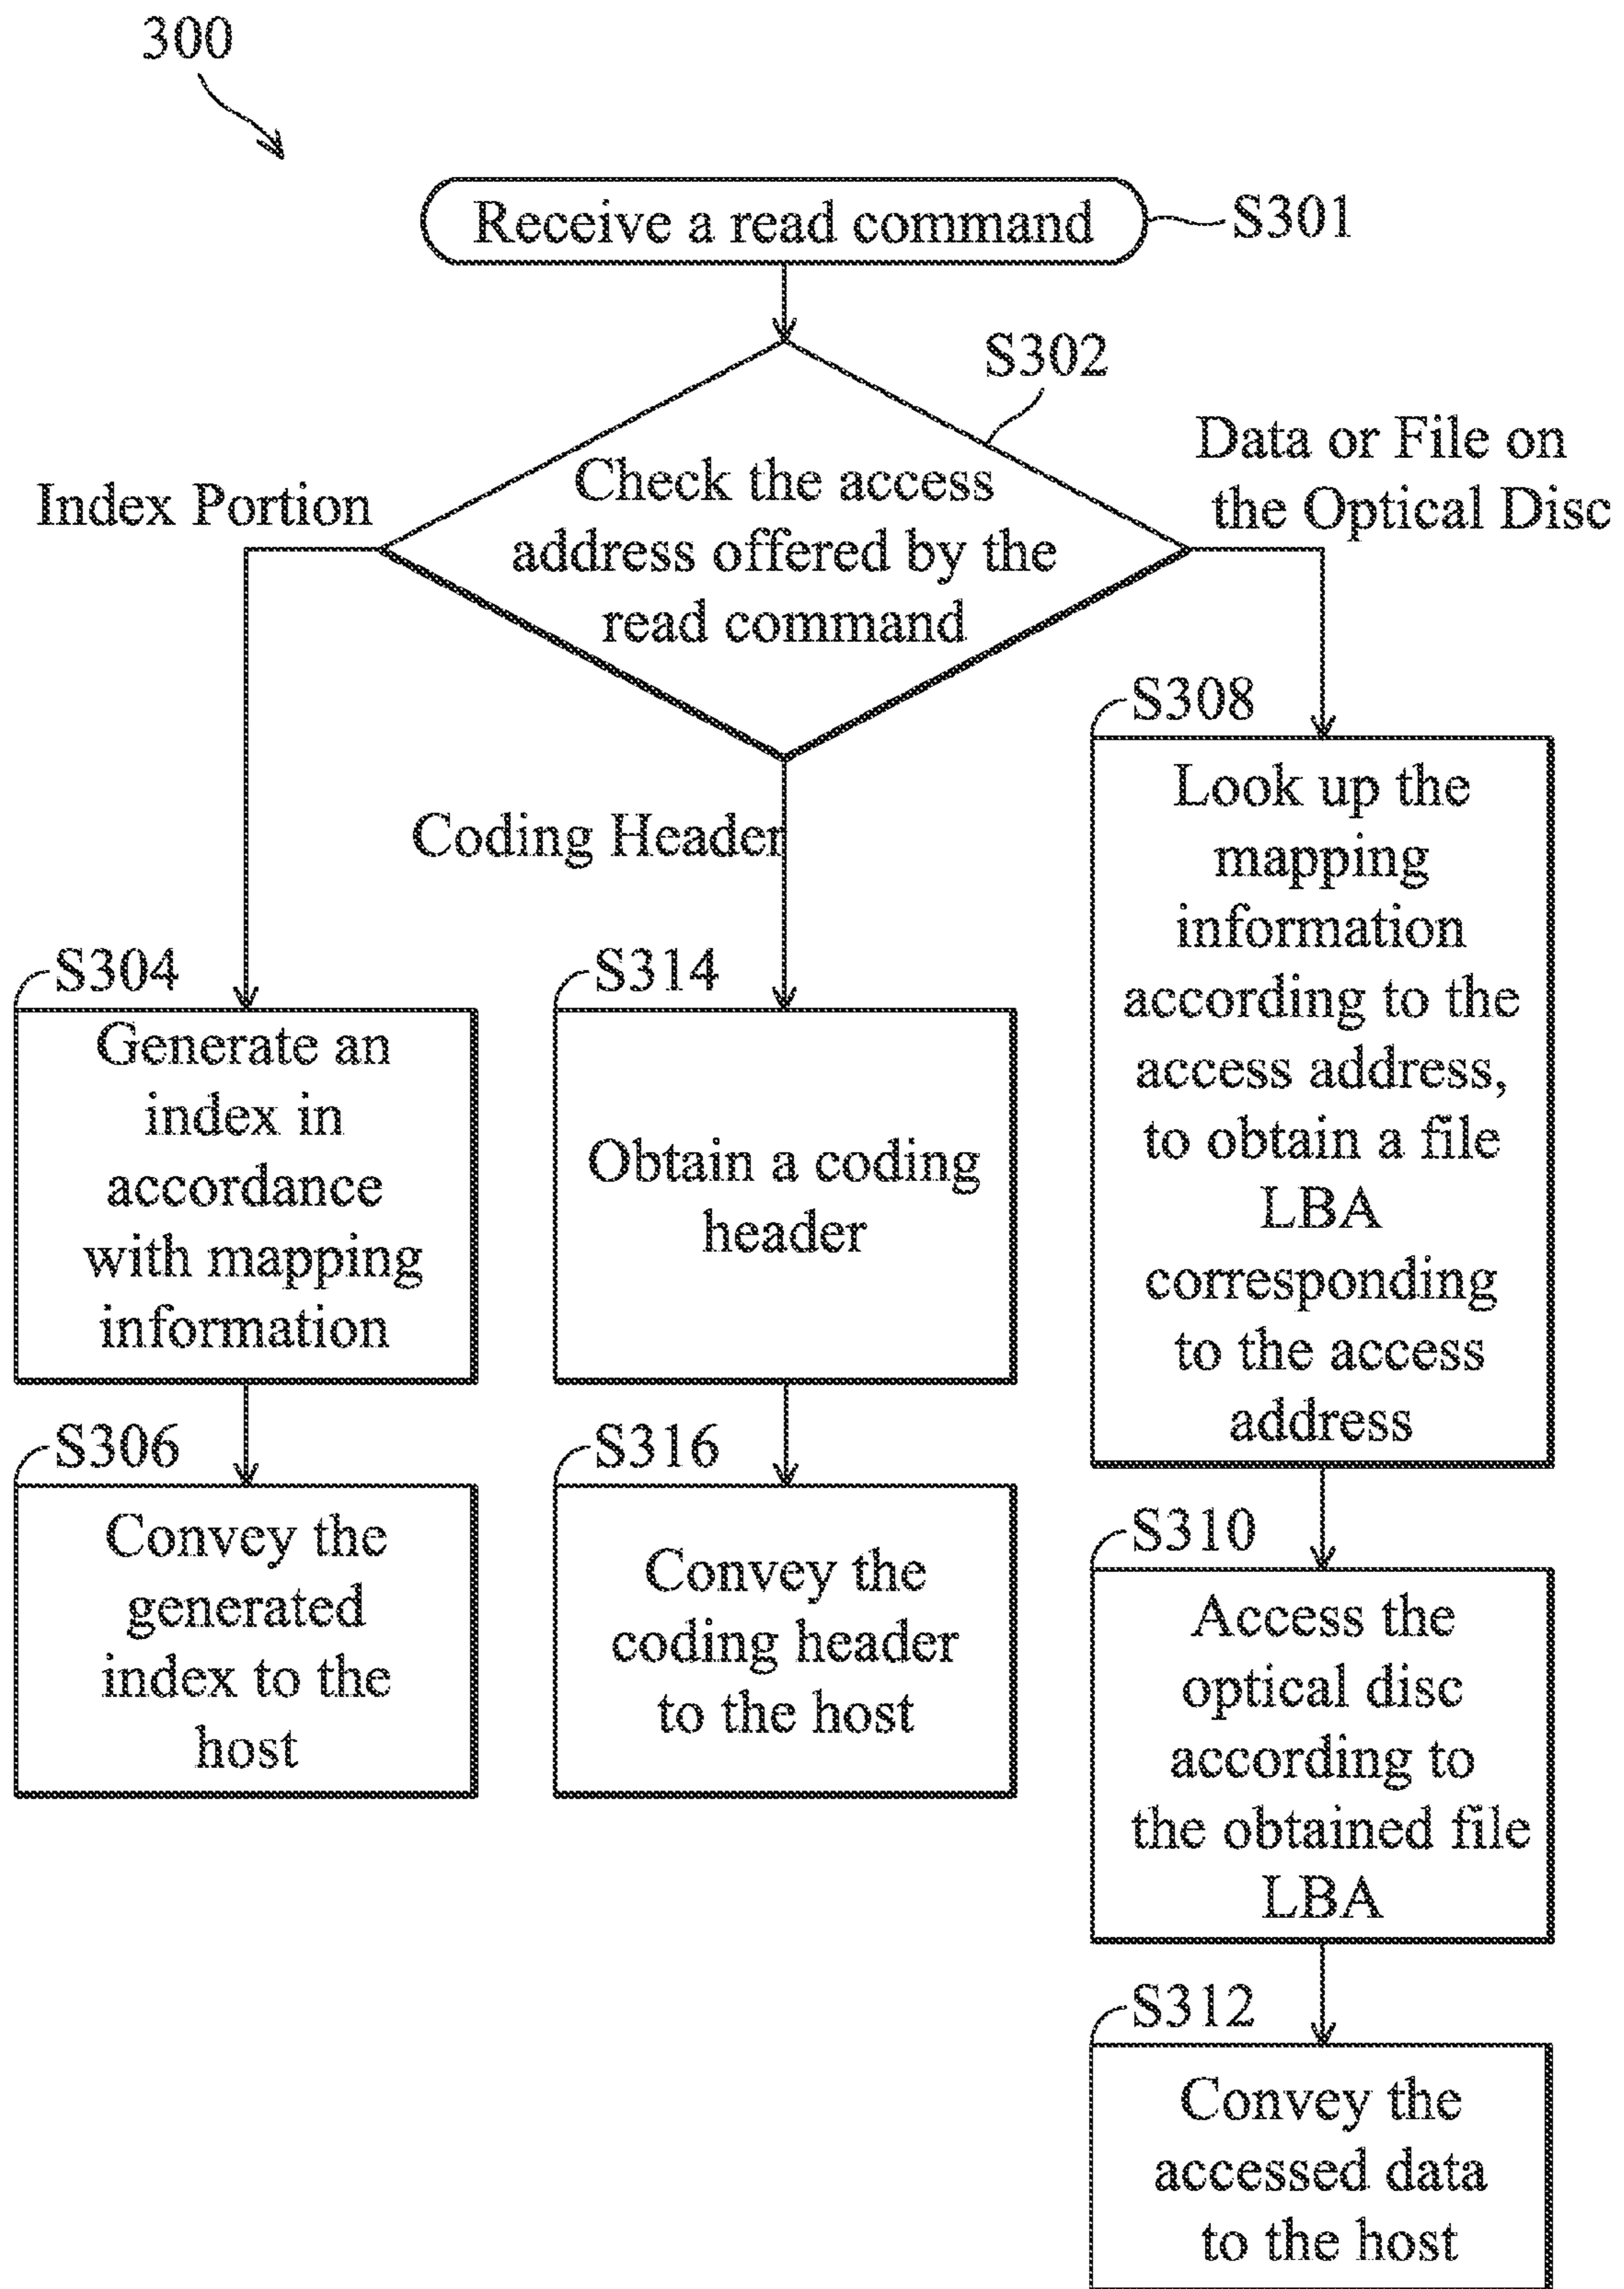 300
Receive a read command
S301
S302
Check the access
address offered by the
read command
Index Portion
Data or File on
the Optical Disc
Coding Header
S304
Generate an
index in
accordance
with mapping
information
S306
Convey the
generated
index to the
host
S314
Obtain a coding
header
S316
Convey the
coding header
to the host
S308
Look up the
mapping
information
according to the
access address,
to obtain a file
LBA
corresponding
to the access
address
S310
Access the
optical disc
according to
the obtained file
LBA
S312
Convey the
accessed data
to the host